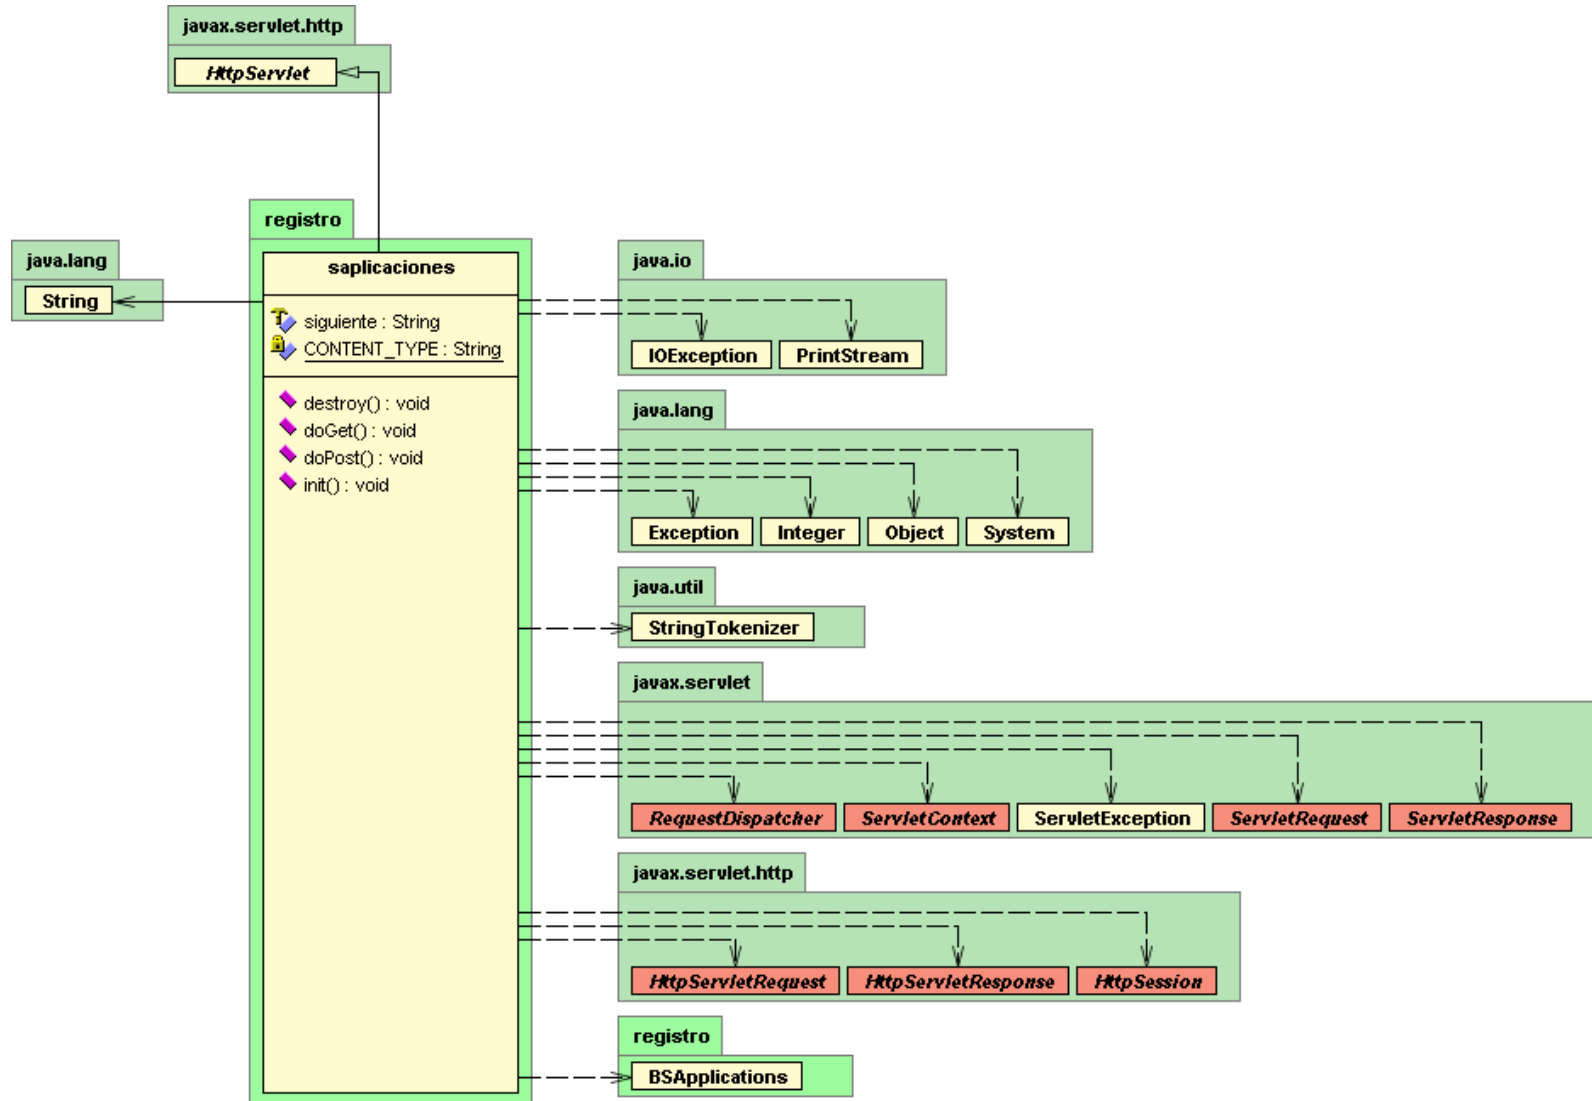 javax.servlet.http
HttpServlet
registro
java.lang
String
saplicaciones
siguiente : String
CONTENT_TYPE : String
destroy() : void
doGet() : void
doPost() : void
init() : void
java.io
IOException
PrintStream
java.lang
Exception
Integer
Object
System
java.util
StringTokenizer
javax.servlet
RequestDispatcher
ServletContext
ServletException
ServletRequest
ServletResponse
javax.servlet.http
HttpServletRequest
HttpServletResponse
HttpSession
registro
BSApplications